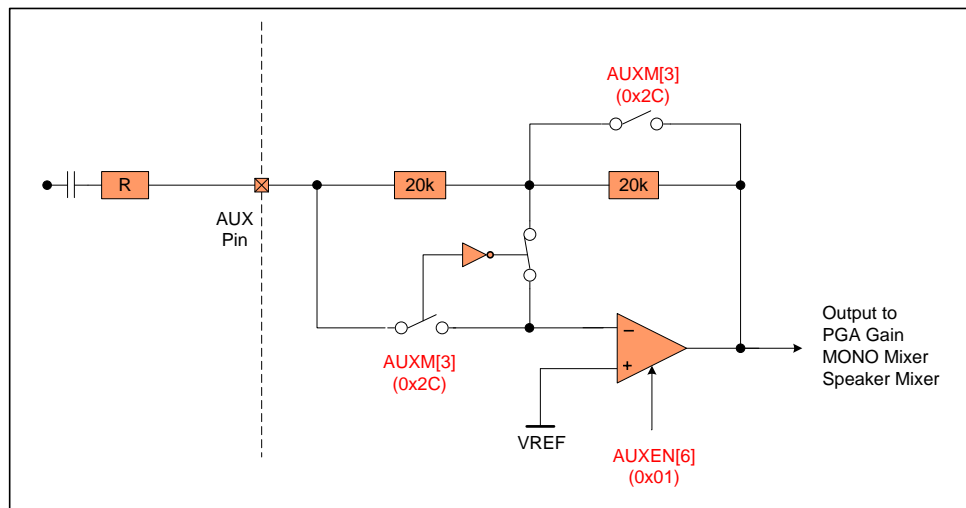 AUXM[3]
(0x2C)
R
20k
20k
AUX
Pin
AUXM[3]
(0x2C)
−
+
VREF
AUXEN[6]
(0x01)
Output to
PGA Gain
MONO Mixer
Speaker Mixer